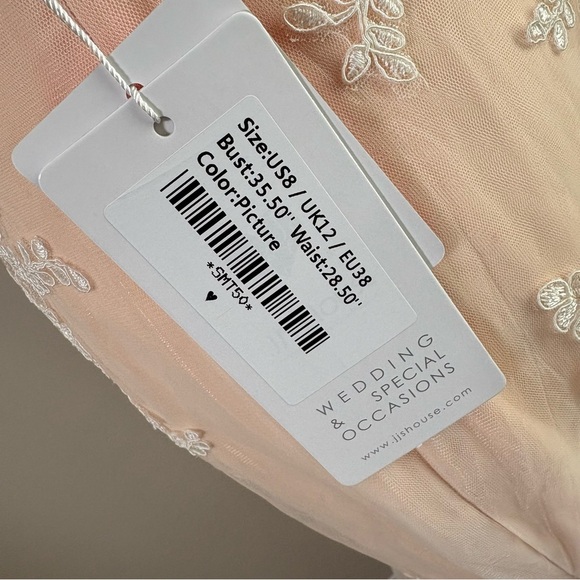 Size:US8 / UK12 / EU38
Bust:35.50'' Waist:28.50''
Color:Picture
*SMT50*
♥
WEDDING
& SPECIAL
OCCASIONS
www.jjshouse.com